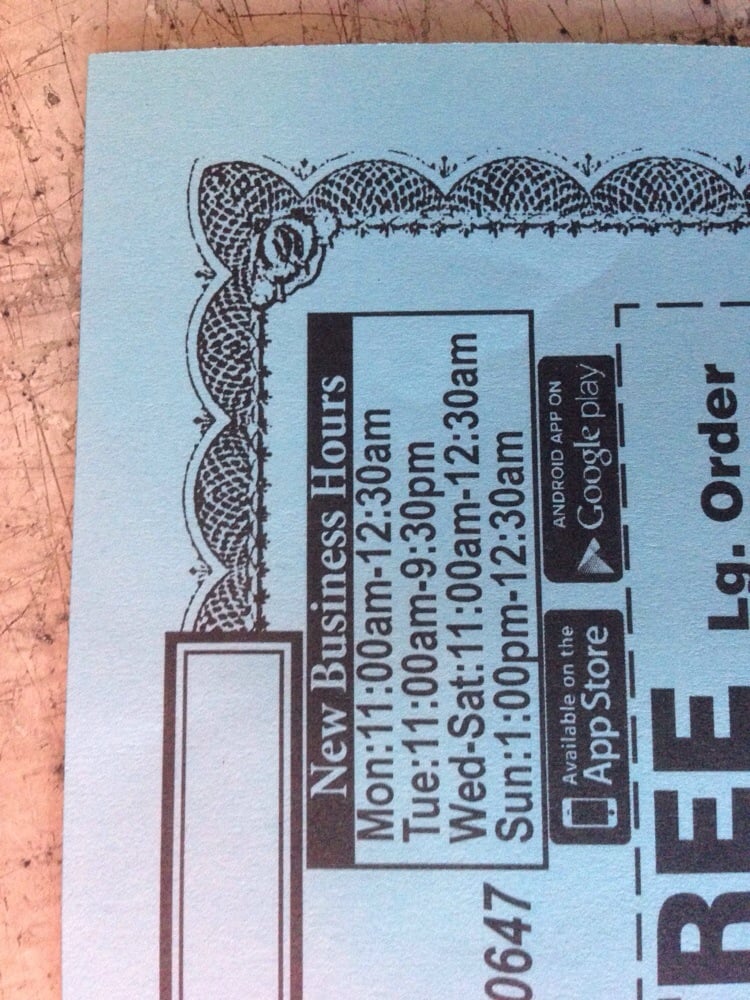 New Business Hours
Mon:11:00am-12:30am
Tue:11:00am-9:30pm
Wed-Sat:11:00am-12:30am
Sun:1:00pm-12:30am
Available on the
App Store
ANDROID APP ON
Google play
0647
REE Lg. Order